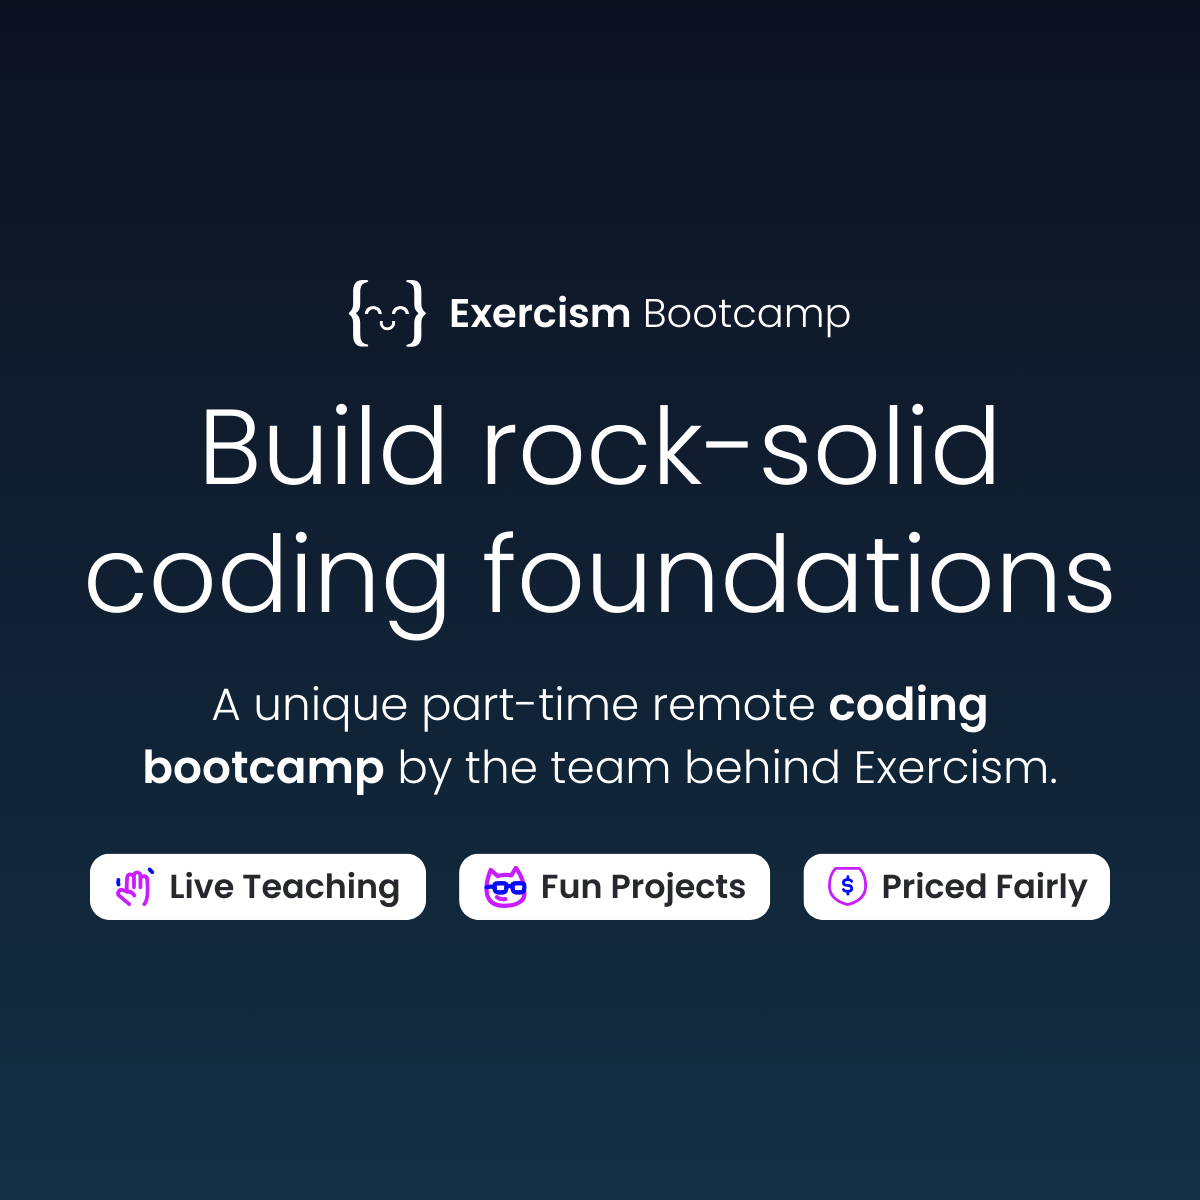 Exercism Bootcamp
Build rock-solid
coding foundations
A unique part-time remote coding
bootcamp by the team behind Exercism.
Live Teaching
Fun Projects
Priced Fairly